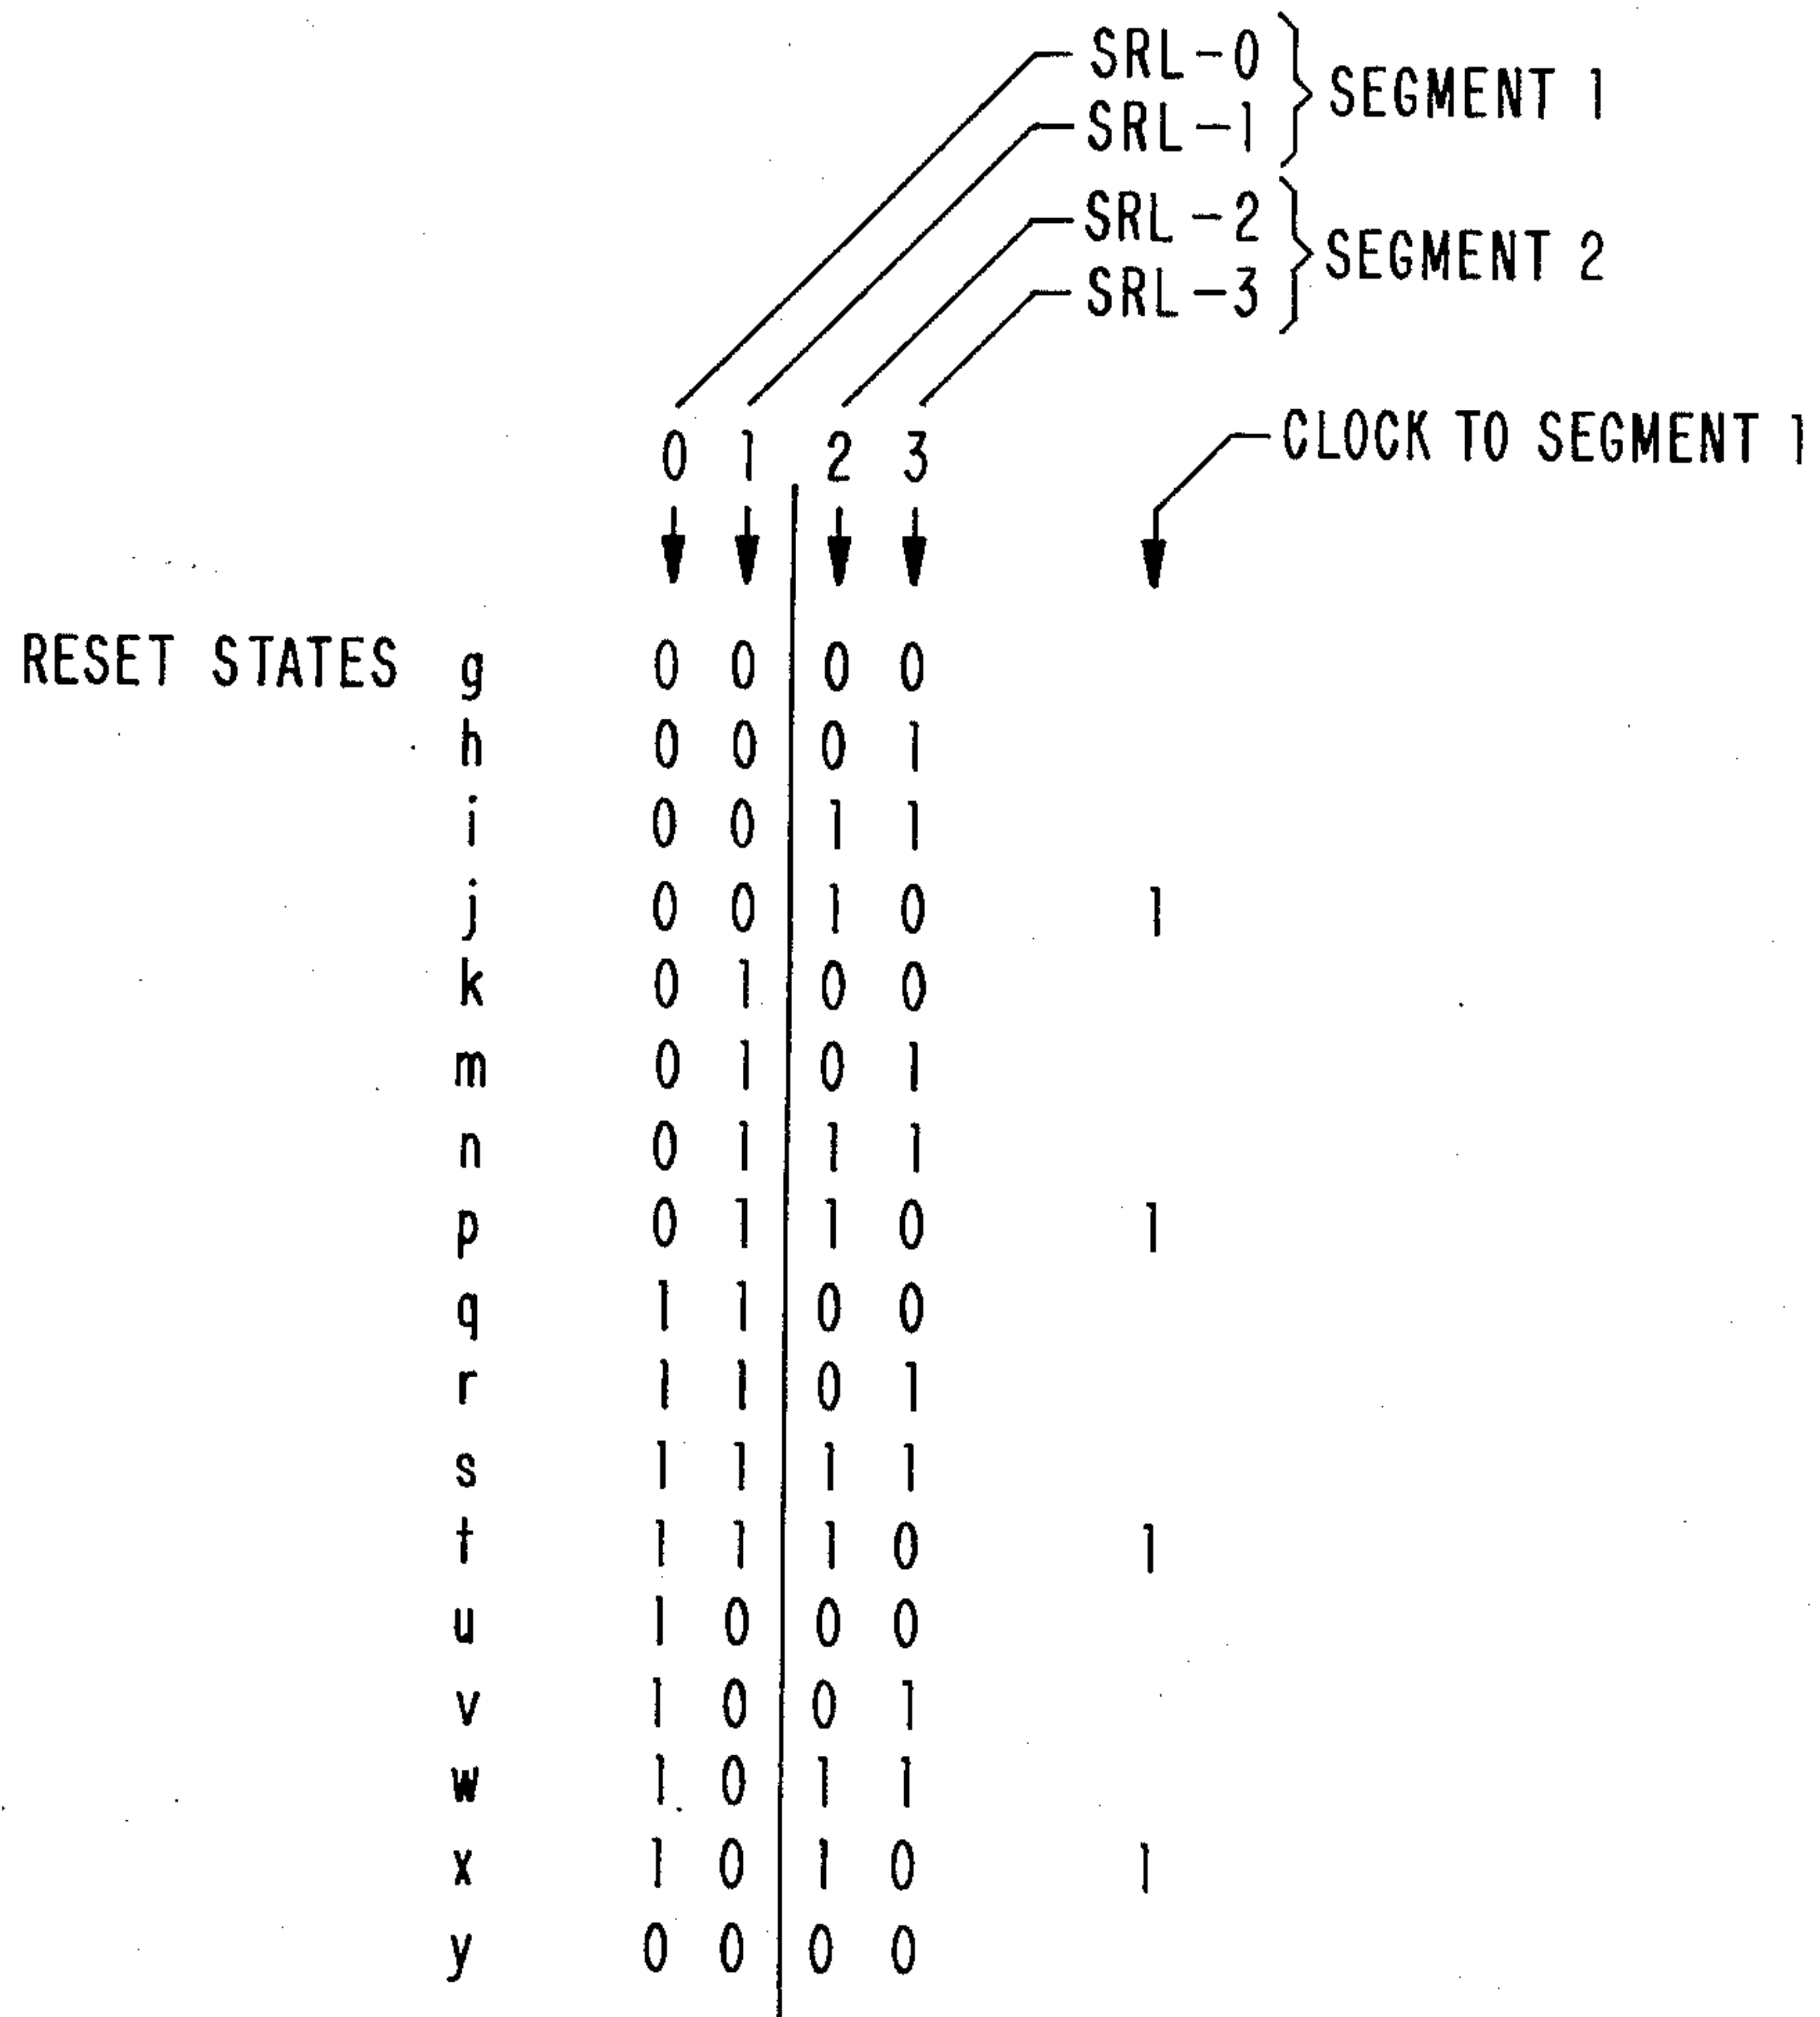 SRL-0
SRL-1
SEGMENT 1
SRL-2
SRL-3
SEGMENT 2
0 1 2 3
CLOCK TO SEGMENT 1
RESET STATES g 0 0 0 0
h 0 0 0 1
i 0 0 1 1
j 0 0 1 0 1
k 0 1 0 0
m 0 1 0 1
n 0 1 1 1
p 0 1 1 0 1
q 1 1 0 0
r 1 1 0 1
s 1 1 1 1
t 1 1 1 0 1
u 1 0 0 0
v 1 0 0 1
w 1 0 1 1
x 1 0 1 0 1
y 0 0 0 0